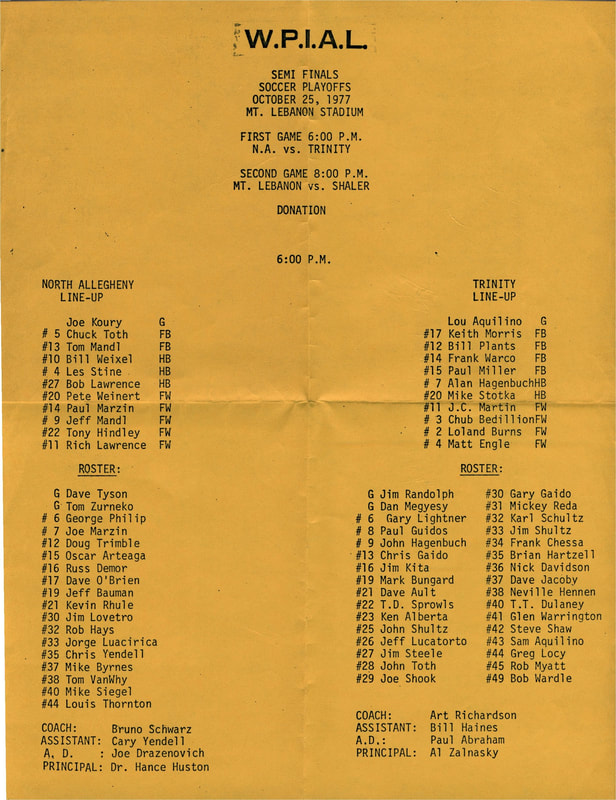 W.P.I.A.L.
SEMI FINALS
SOCCER PLAYOFFS
OCTOBER 25, 1977
MT. LEBANON STADIUM
FIRST GAME 6:00 P.M.
N.A. vs. TRINITY
SECOND GAME 8:00 P.M.
MT. LEBANON vs. SHALER
DONATION
6:00 P.M.
NORTH ALLEGHENY
LINE-UP
Joe Koury G
# 5 Chuck Toth FB
#13 Tom Mandl FB
#10 Bill Weixel HB
# 4 Les Stine HB
#27 Bob Lawrence HB
#20 Pete Weinert FW
#14 Paul Marzin FW
# 9 Jeff Mandl FW
#22 Tony Hindley FW
#11 Rich Lawrence FW
ROSTER:
G Dave Tyson
G Tom Zurneko
# 6 George Philip
# 7 Joe Marzin
#12 Doug Trimble
#15 Oscar Arteaga
#16 Russ Demor
#17 Dave O'Brien
#19 Jeff Bauman
#21 Kevin Rhule
#30 Jim Lovetro
#32 Rob Hays
#33 Jorge Luacirica
#35 Chris Yendell
#37 Mike Byrnes
#38 Tom VanWhy
#40 Mike Siegel
#44 Louis Thornton
COACH: Bruno Schwarz
ASSISTANT: Cary Yendell
A. D. : Joe Drazenovich
PRINCIPAL: Dr. Hance Huston
TRINITY
LINE-UP
Lou Aquilino G
#17 Keith Morris FB
#12 Bill Plants FB
#14 Frank Warco FB
#15 Paul Miller FB
# 7 Alan HagenbuchHB
#20 Mike Stotka HB
#11 J.C. Martin FW
# 3 Chub BedillionFW
# 2 Loland Burns FW
# 4 Matt Engle FW
ROSTER:
G Jim Randolph
G Dan Megyesy
# 6 Gary Lightner
# 8 Paul Guidos
# 9 John Hagenbuch
#13 Chris Gaido
#16 Jim Kita
#19 Mark Bungard
#21 Dave Ault
#22 T.D. Sprowls
#23 Ken Alberta
#25 John Shultz
#26 Jeff Lucatorto
#27 Jim Steele
#28 John Toth
#29 Joe Shook
#30 Gary Gaido
#31 Mickey Reda
#32 Karl Schultz
#33 Jim Shultz
#34 Frank Chessa
#35 Brian Hartzell
#36 Nick Davidson
#37 Dave Jacoby
#38 Neville Hennen
#40 T.T. Dulaney
#41 Glen Warrington
#42 Steve Shaw
#43 Sam Aquilino
#44 Greg Locy
#45 Rob Myatt
#49 Bob Wardle
COACH: Art Richardson
ASSISTANT: Bill Haines
A.D.: Paul Abraham
PRINCIPAL: Al Zalnasky